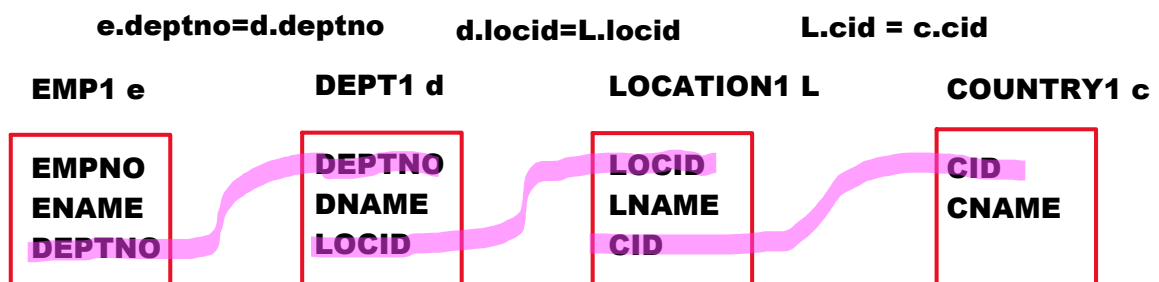 e.deptno=d.deptno d.locid=L.locid L.cid = c.cid
EMP1 e DEPT1 d LOCATION1 L COUNTRY1 c
EMPNO DEPTNO LOCID CID
ENAME DNAME LNAME CNAME
DEPTNO LOCID CID